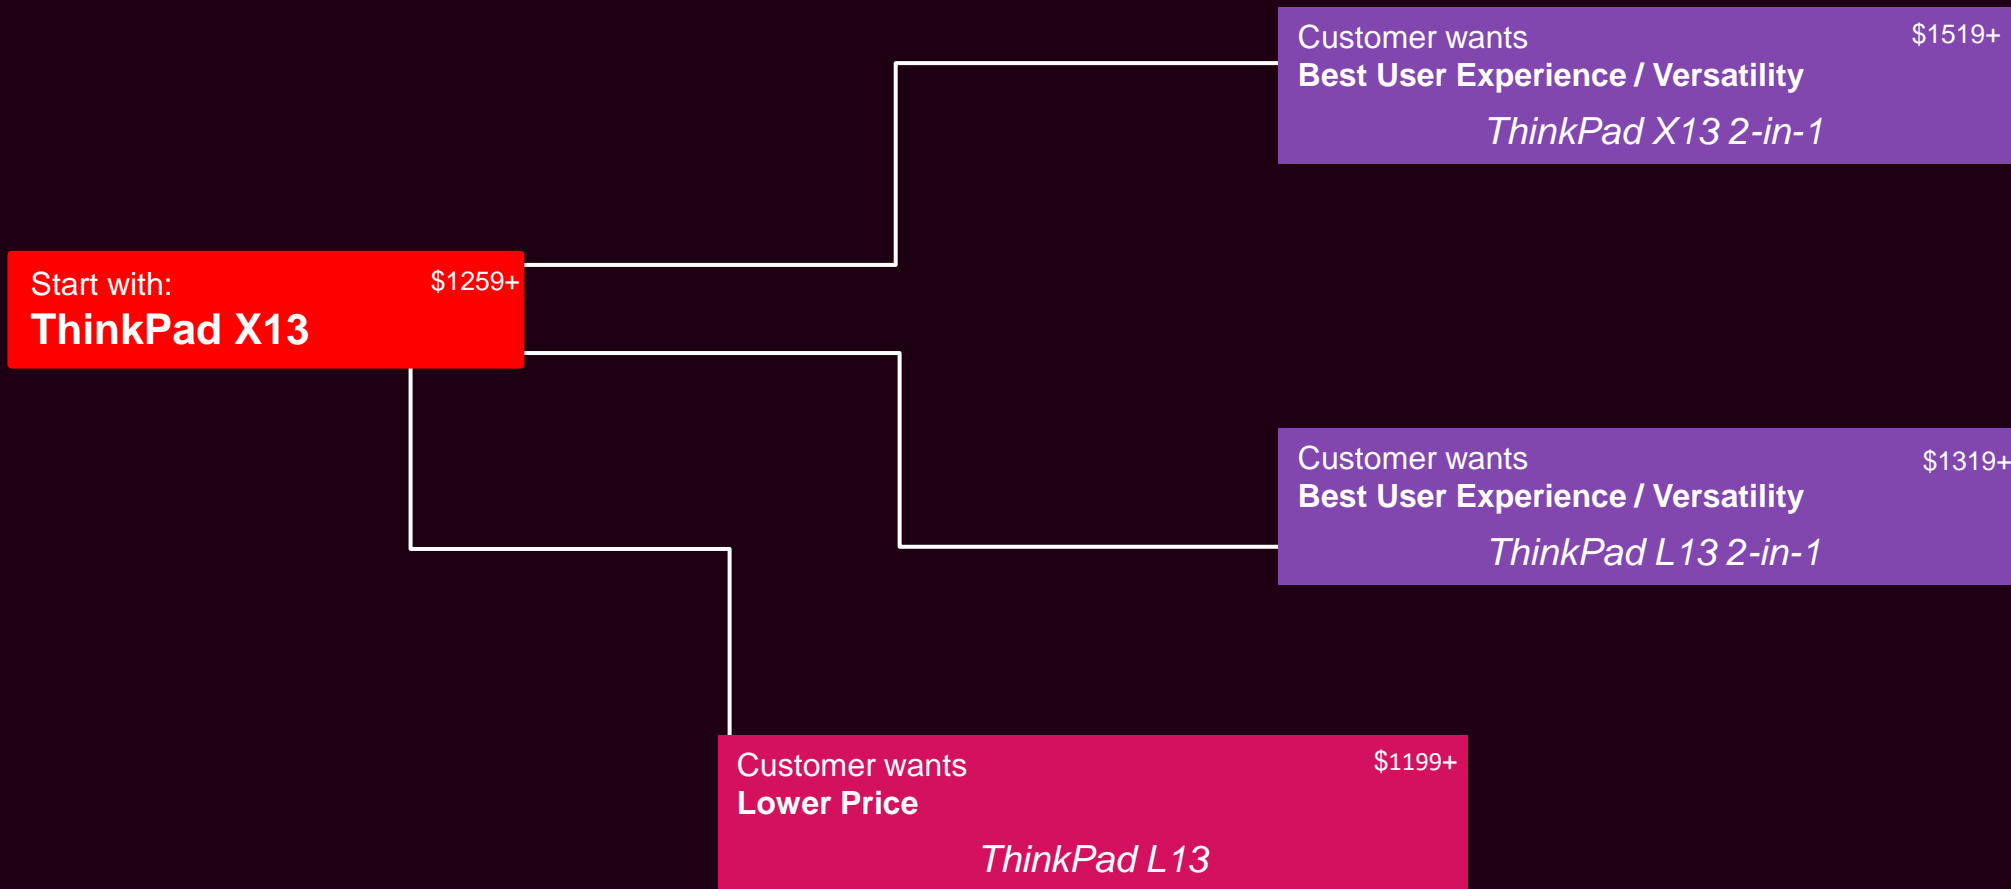 Customer wants $1519+
Best User Experience / Versatility
ThinkPad X13 2-in-1
Start with: $1259+
ThinkPad X13
Customer wants $1319+
Best User Experience / Versatility
ThinkPad L13 2-in-1
Customer wants $1199+
Lower Price
ThinkPad L13